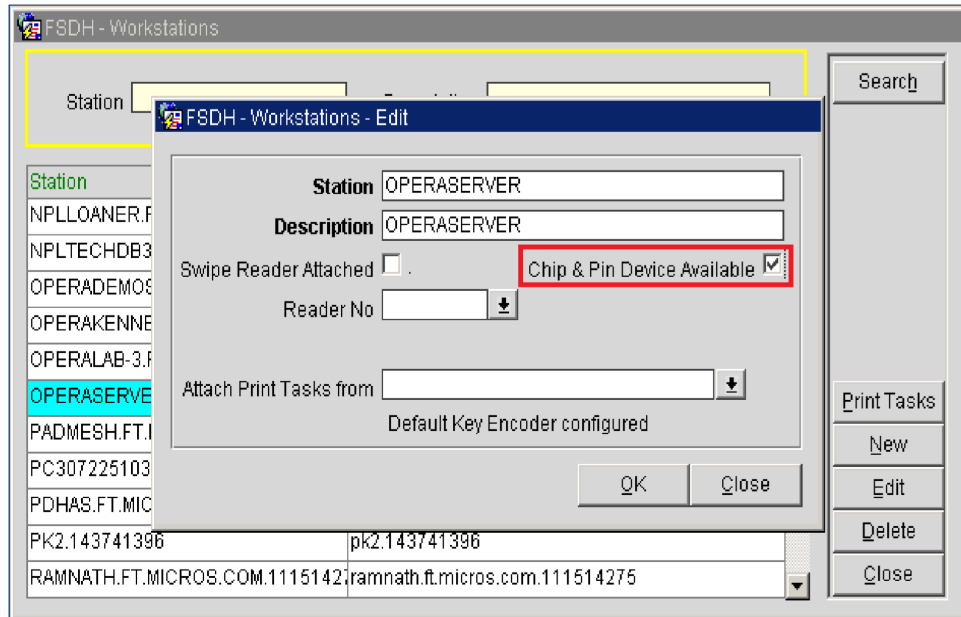 FSDH - Workstations
Station
Search
FSDH - Workstations - Edit
Station OPERASERVER
Description OPERASERVER
Swipe Reader Attached . Chip & Pin Device Available
Reader No
Attach Print Tasks from
Default Key Encoder configured
OK Close
Station
NPLLOANER.F
NPLTECHDB3
OPERADEMOS
OPERAKENNE
OPERALAB-3.F
OPERASERVE
PADMESH.FT.
PC307225103
PDHAS.FT.MIC
PK2.143741396 pk2.143741396
RAMNATH.FT.MICROS.COM.11151427 ramnath.ft.micros.com.111514275
Print Tasks
New
Edit
Delete
Close